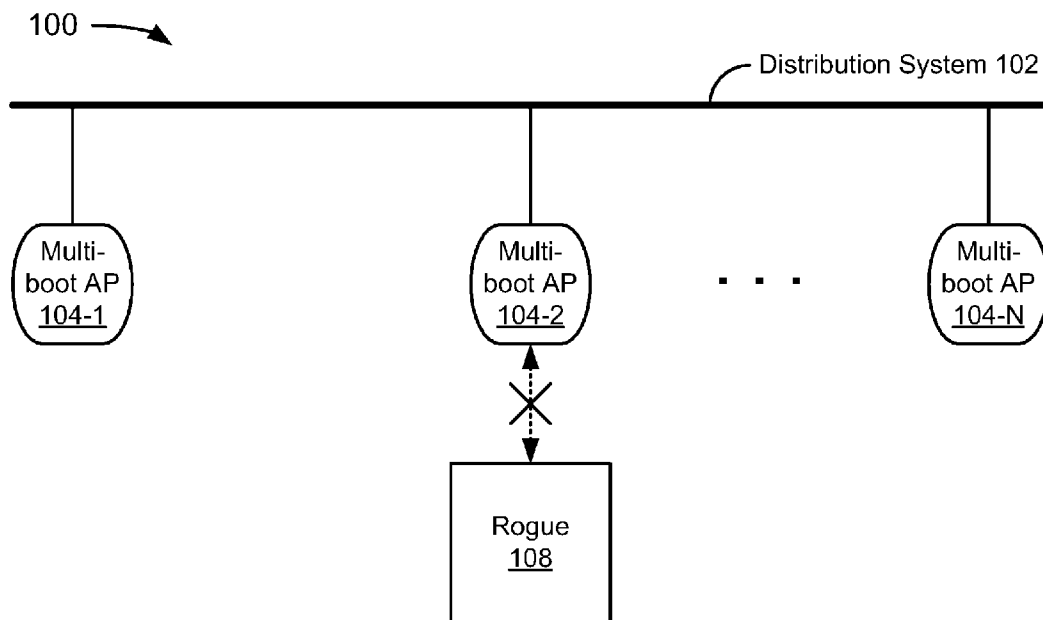 100
Distribution System 102
Multi-
boot AP
104-1
Multi-
boot AP
104-2
. . .
Multi-
boot AP
104-N
Rogue
108